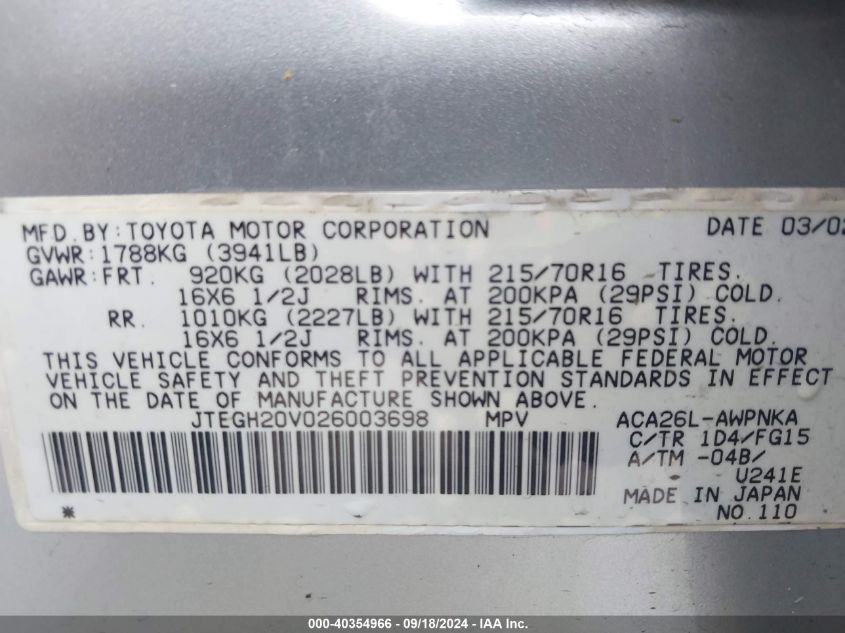 MFD.BY:TOYOTA MOTOR CORPORATION DATE 03/02
GVWR:1788KG (3941LB)
GAWR:FRT. 920KG (2028LB) WITH 215/70R16 TIRES.
16X6 1/2J RIMS. AT 200KPA (29PSI) COLD.
RR. 1010KG (2227LB) WITH 215/70R16 TIRES.
16X6 1/2J RIMS. AT 200KPA (29PSI) COLD.
THIS VEHICLE CONFORMS TO ALL APPLICABLE FEDERAL MOTOR
VEHICLE SAFETY AND THEFT PREVENTION STANDARDS IN EFFECT
ON THE DATE OF MANUFACTURE SHOWN ABOVE.
JTEGH20V026003698 MPV ACA26L-AWPNKA
C/TR 1D4/FG15
A/TM -04B/
- U241E
MADE IN JAPAN
* NO.110
000-40354966 - 09/18/2024 - IAA Inc.